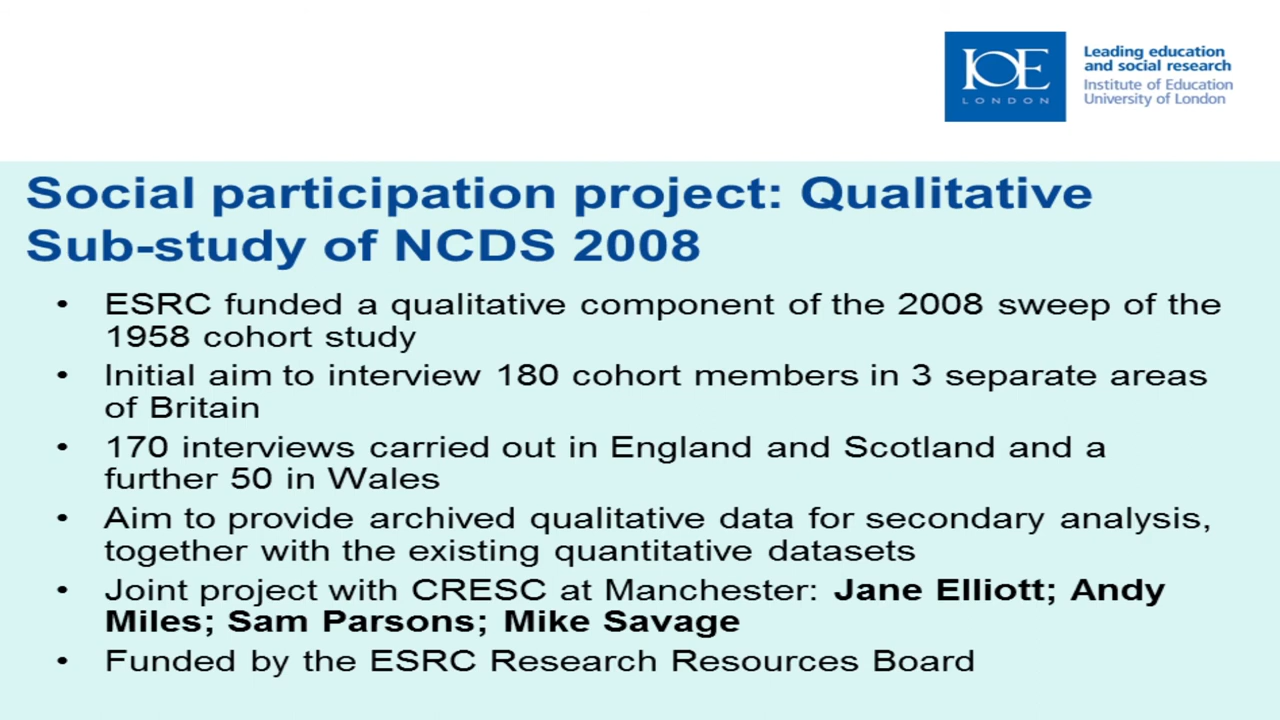 IOE
LONDON
Leading education
and social research
Institute of Education
University of London
Social participation project: Qualitative
Sub-study of NCDS 2008
• ESRC funded a qualitative component of the 2008 sweep of the
1958 cohort study
• Initial aim to interview 180 cohort members in 3 separate areas
of Britain
• 170 interviews carried out in England and Scotland and a
further 50 in Wales
• Aim to provide archived qualitative data for secondary analysis,
together with the existing quantitative datasets
• Joint project with CRESC at Manchester: Jane Elliott; Andy
Miles; Sam Parsons; Mike Savage
• Funded by the ESRC Research Resources Board